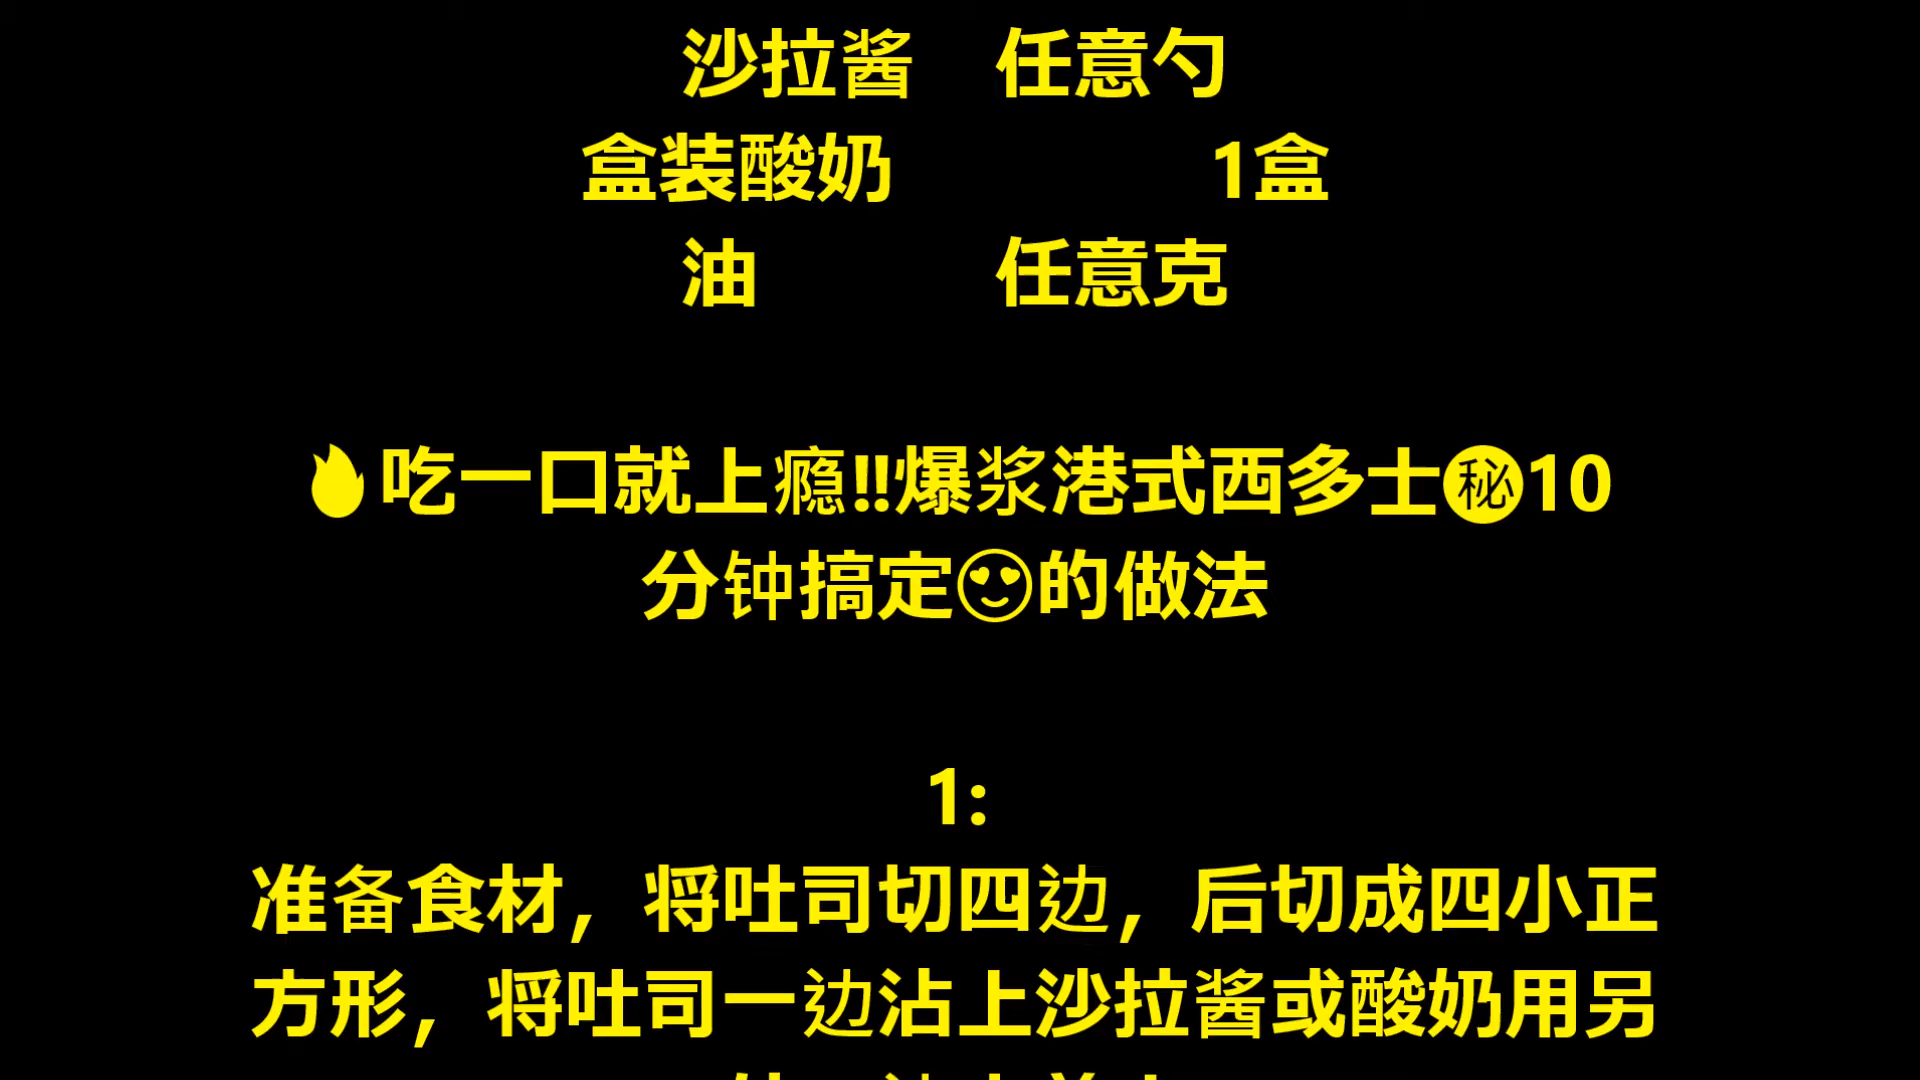 沙拉酱 任意勺
盒装酸奶 1盒
油 任意克
🔥吃一口就上瘾‼爆浆港式西多士㊙10
分钟搞定😍的做法
1:
准备食材，将吐司切四边，后切成四小正
方形，将吐司一边沾上沙拉酱或酸奶用另